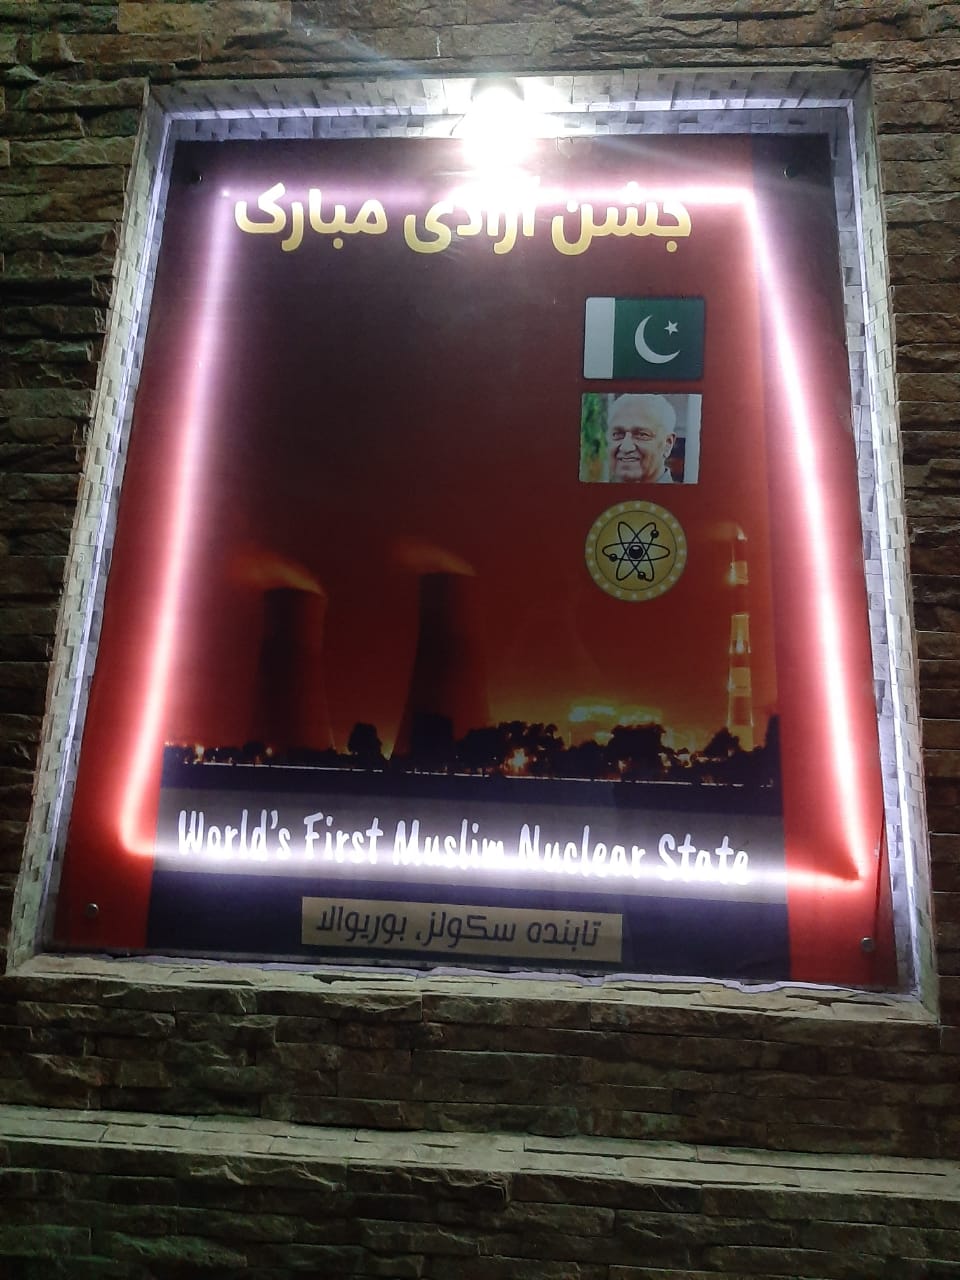 جشن آزادی مبارک
World's First Muslim Nuclear State
تابندہ سکولز، بوریوالا